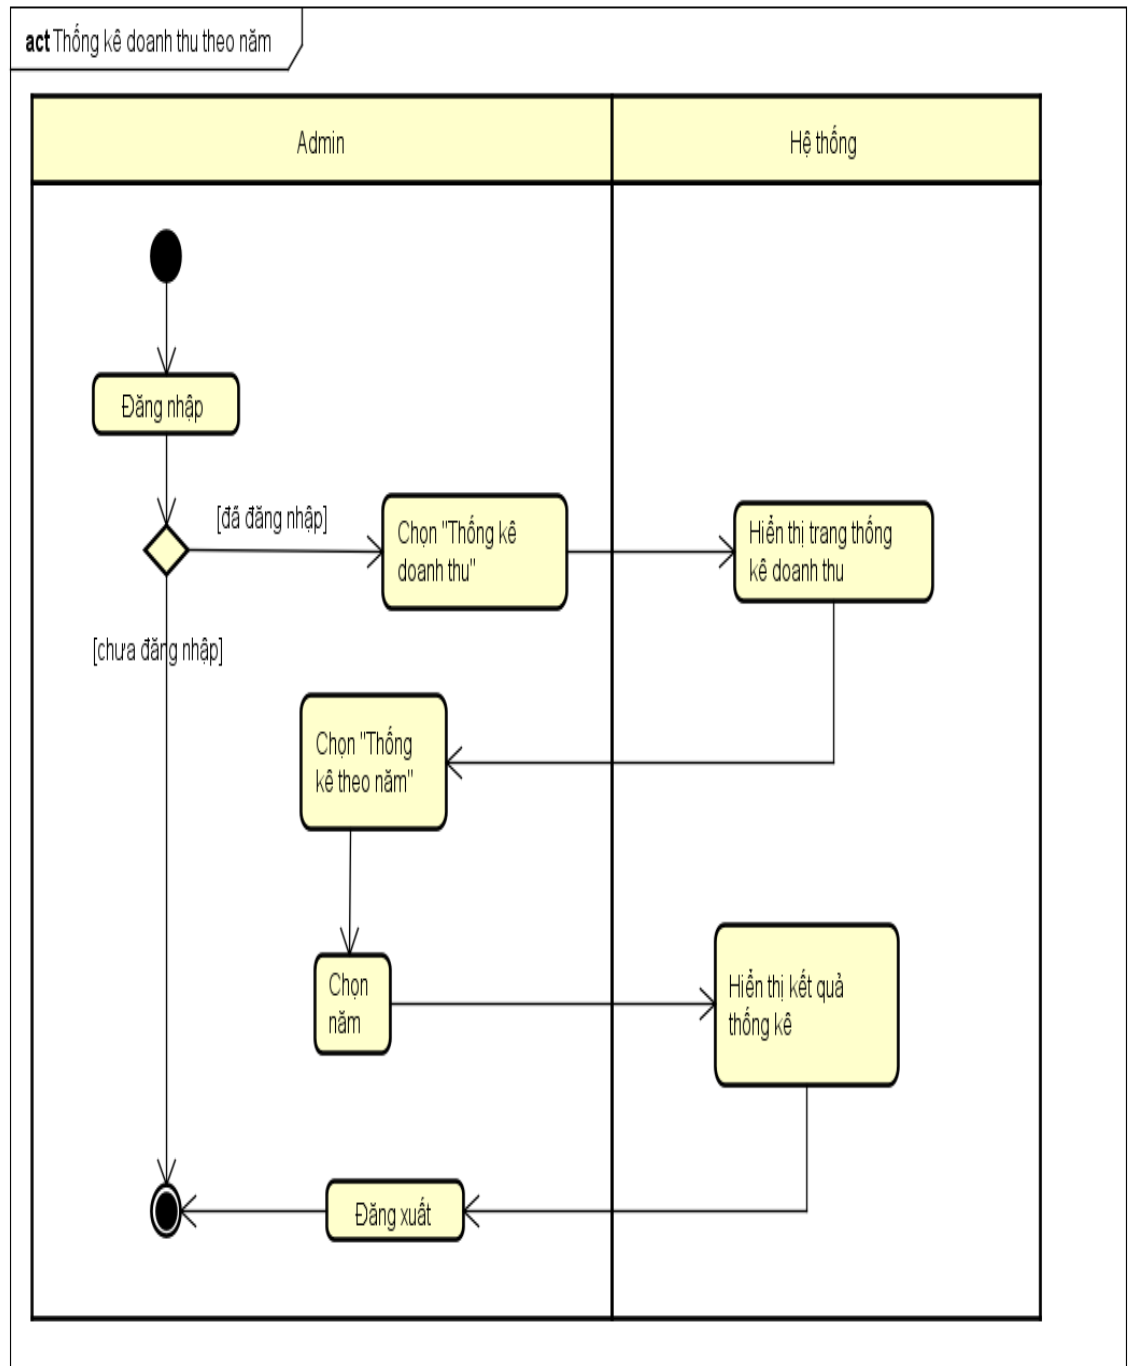 act Thống kê doanh thu theo năm
Admin
Hệ thống
Đăng nhập
[đã đăng nhập]
Chọn "Thống kê
doanh thu"
Hiển thị trang thống
kê doanh thu
[chưa đăng nhập]
Chọn "Thống
kê theo năm"
Chọn
năm
Hiển thị kết quả
thống kê
Đăng xuất